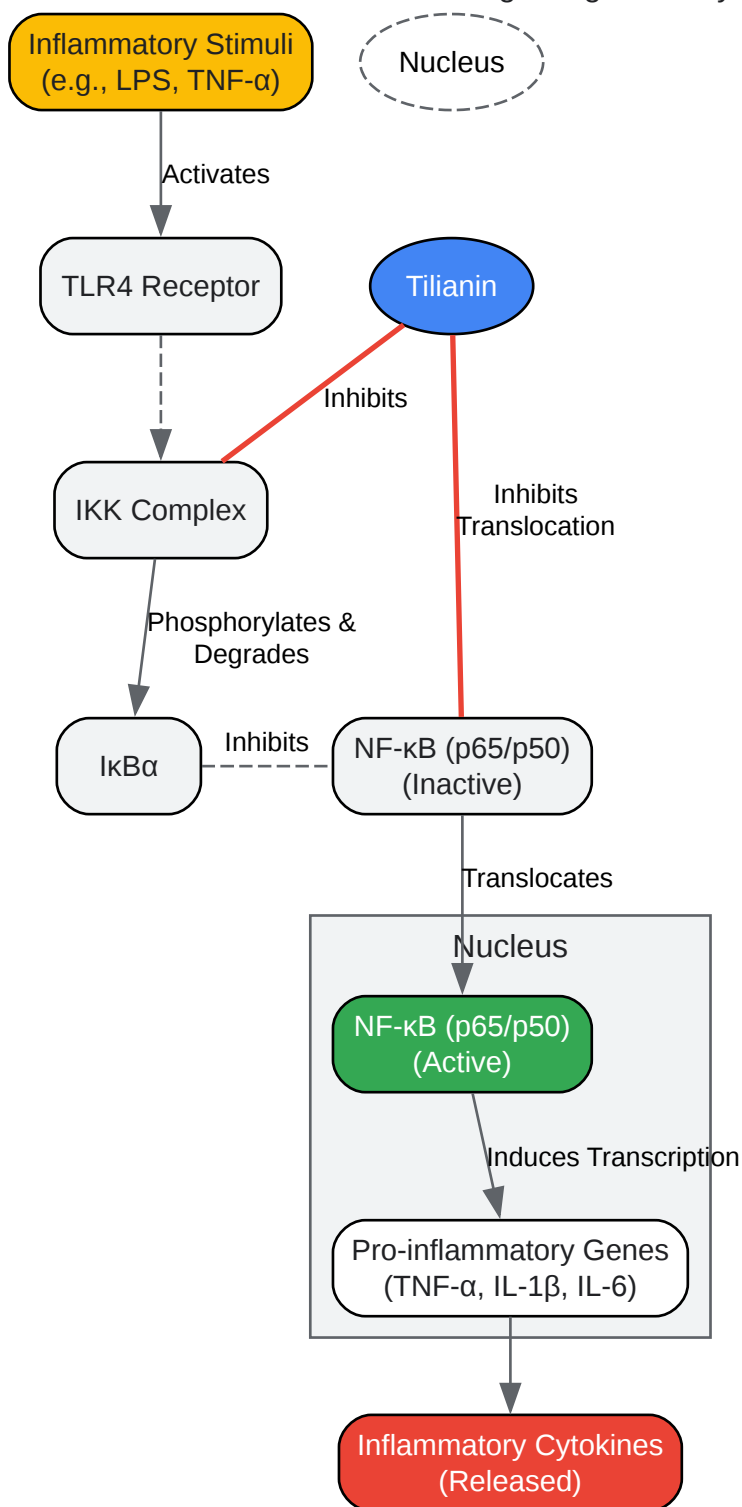 Inflammatory Stimuli
(e.g., LPS, TNF-α)
Nucleus
Activates
TLR4 Receptor
Tilianin
Inhibits
IKK Complex
Inhibits
Translocation
Phosphorylates &
Degrades
IκBα
Inhibits
NF-κB (p65/p50)
(Inactive)
Translocates
Nucleus
NF-κB (p65/p50)
(Active)
Induces Transcription
Pro-inflammatory Genes
(TNF-α, IL-1β, IL-6)
Inflammatory Cytokines
(Released)